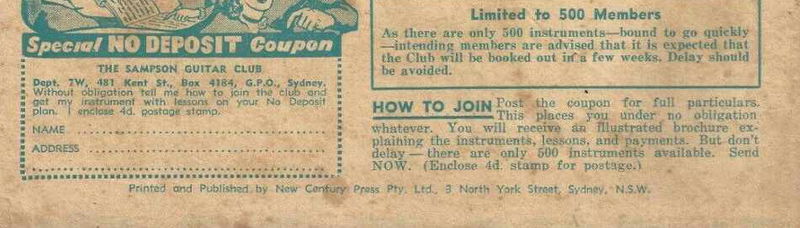 Special NO DEPOSIT Coupon
THE SAMPSON GUITAR CLUB
Dept. 7W, 481 Kent St., Box 4184, G.P.O., Sydney.
Without obligation tell me how to join the club and
get my instrument with lessons on your No Deposit
plan. I enclose 4d. postage stamp.
NAME
ADDRESS
Limited to 500 Members
As there are only 500 instruments—bound to go quickly
—intending members are advised that it is expected that
the Club will be booked out in a few weeks. Delay should
be avoided.
HOW TO JOIN Post the coupon for full particulars.
This places you under no obligation
whatever. You will receive an illustrated brochure ex-
plaining the instruments, lessons, and payments. But don't
delay — there are only 500 instruments available. Send
NOW. (Enclose 4d. stamp for postage.)
Printed and Published by New Century Press Pty. Ltd., 3 North York Street, Sydney, N.S.W.